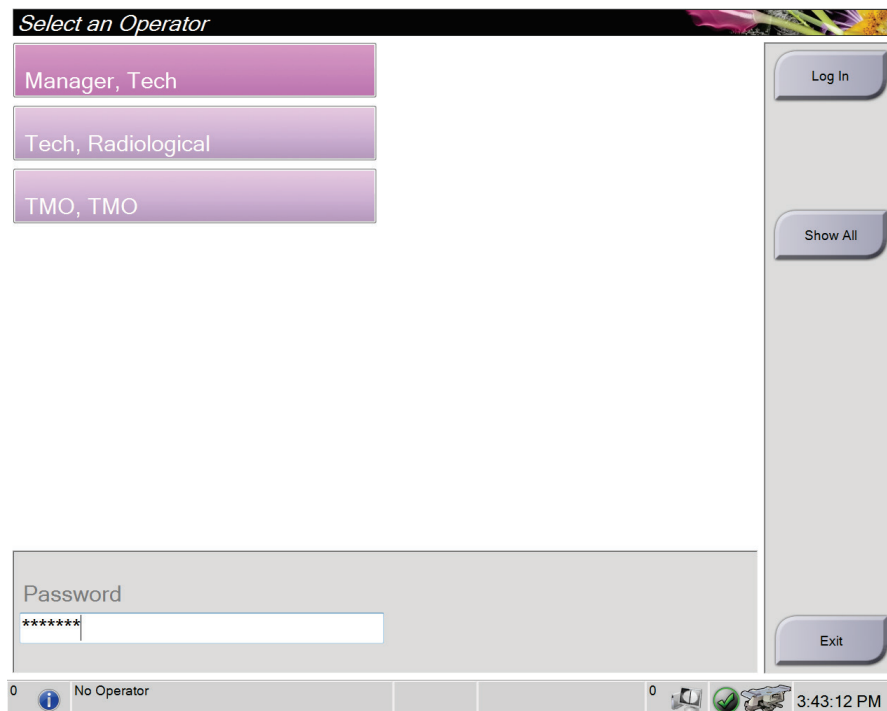 Select an Operator
Manager, Tech
Log In
Tech, Radiological
TMO, TMO
Show All
Password
*******
Exit
0
No Operator
0
3:43:12 PM